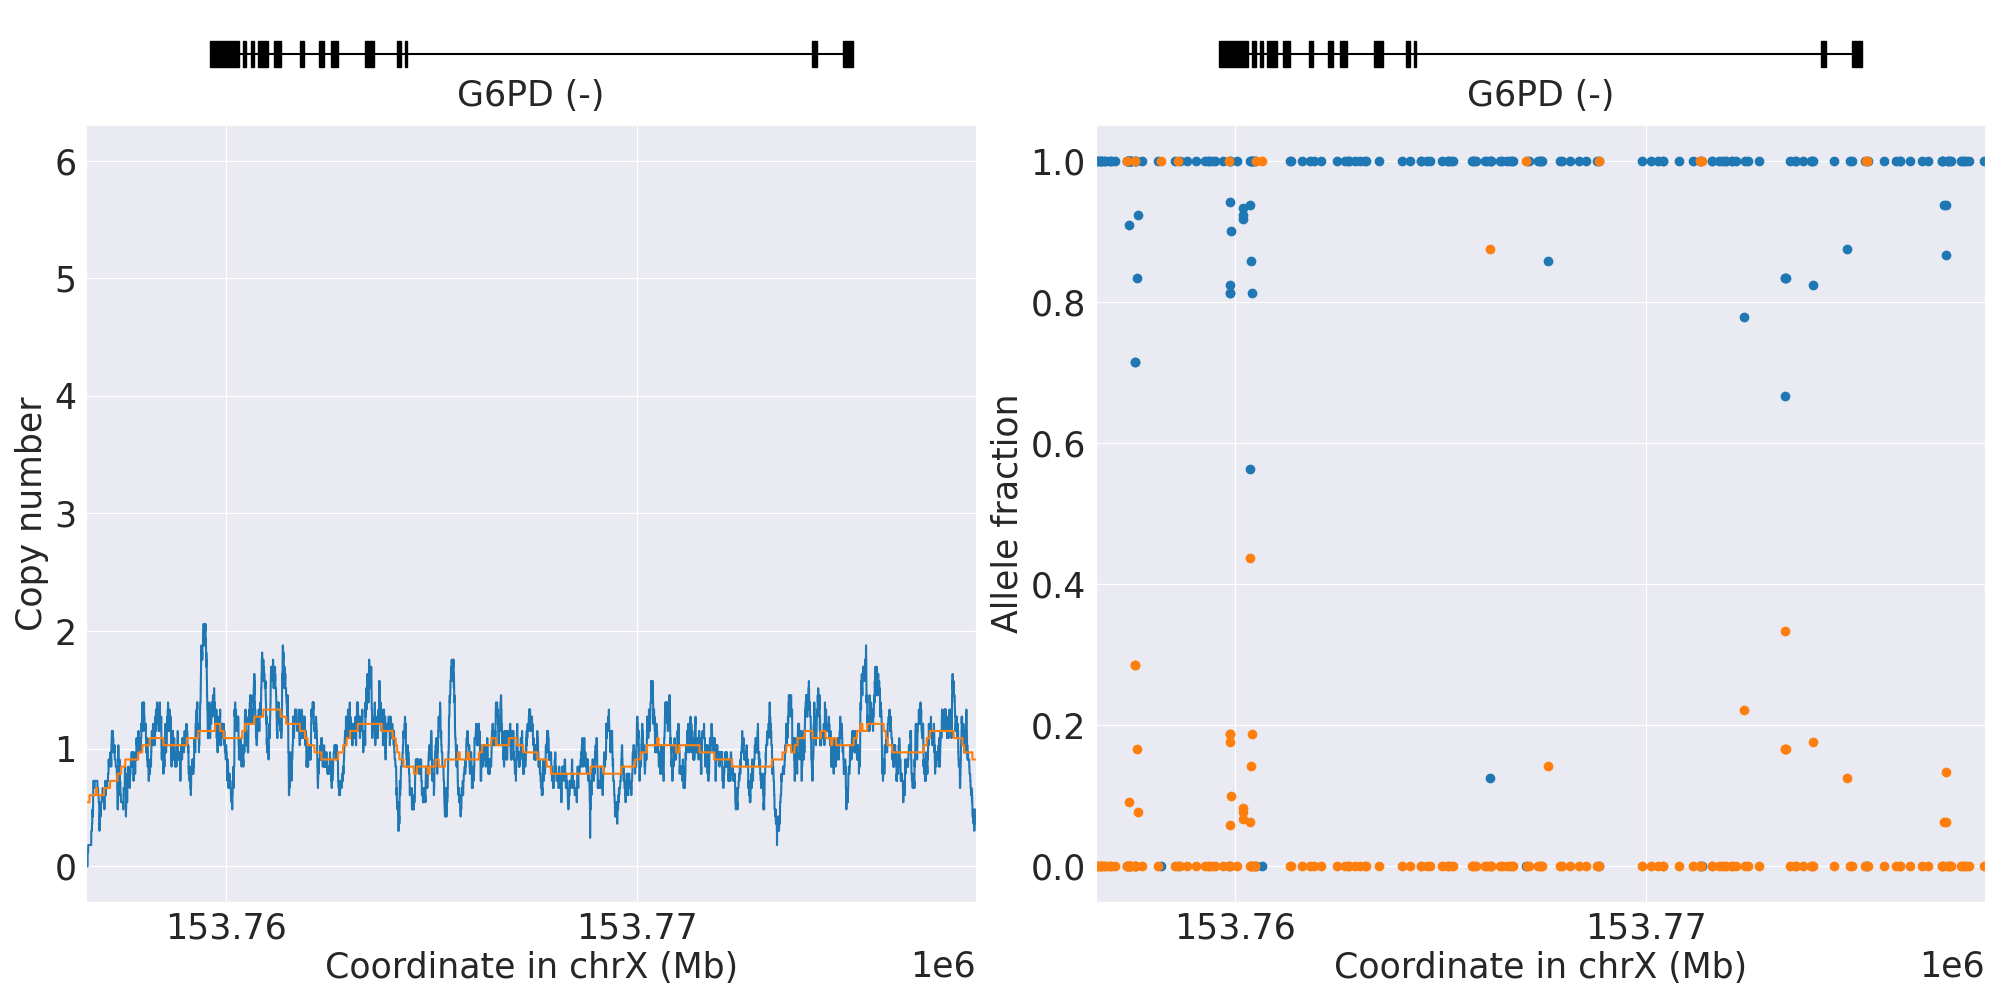 G6PD (-)
6
5
4
3
2
1
0
Copy number
153.76
153.77
Coordinate in chrX (Mb)
1e6
G6PD (-)
1.0
0.8
0.6
0.4
0.2
0.0
Allele fraction
153.76
153.77
Coordinate in chrX (Mb)
1e6